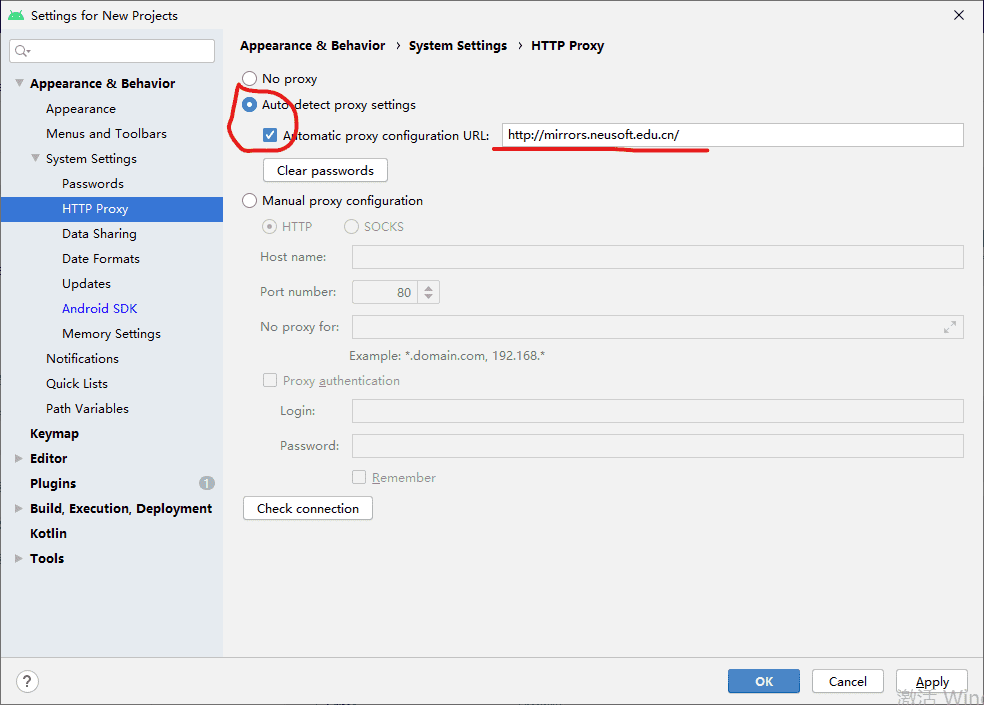 Settings for New Projects
Appearance & Behavior › System Settings › HTTP Proxy
Appearance & Behavior
Appearance
Menus and Toolbars
System Settings
Passwords
HTTP Proxy
Data Sharing
Date Formats
Updates
Android SDK
Memory Settings
Notifications
Quick Lists
Path Variables
Keymap
Editor
Plugins 1
Build, Execution, Deployment
Kotlin
Tools
No proxy
Auto-detect proxy settings
Automatic proxy configuration URL: http://mirrors.neusoft.edu.cn/
Clear passwords
Manual proxy configuration
HTTP SOCKS
Host name:
Port number: 80
No proxy for:
Example: *.domain.com, 192.168.*
Proxy authentication
Login:
Password:
Remember
Check connection
? OK Cancel Apply
激活 Win